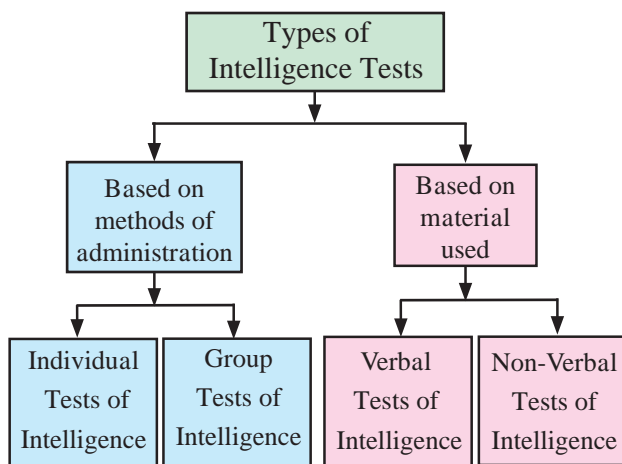 Types of
Intelligence Tests
Based on
methods of
administration
Based on
material
used
Individual
Tests of
Intelligence
Group
Tests of
Intelligence
Verbal
Tests of
Intelligence
Non-Verbal
Tests of
Intelligence